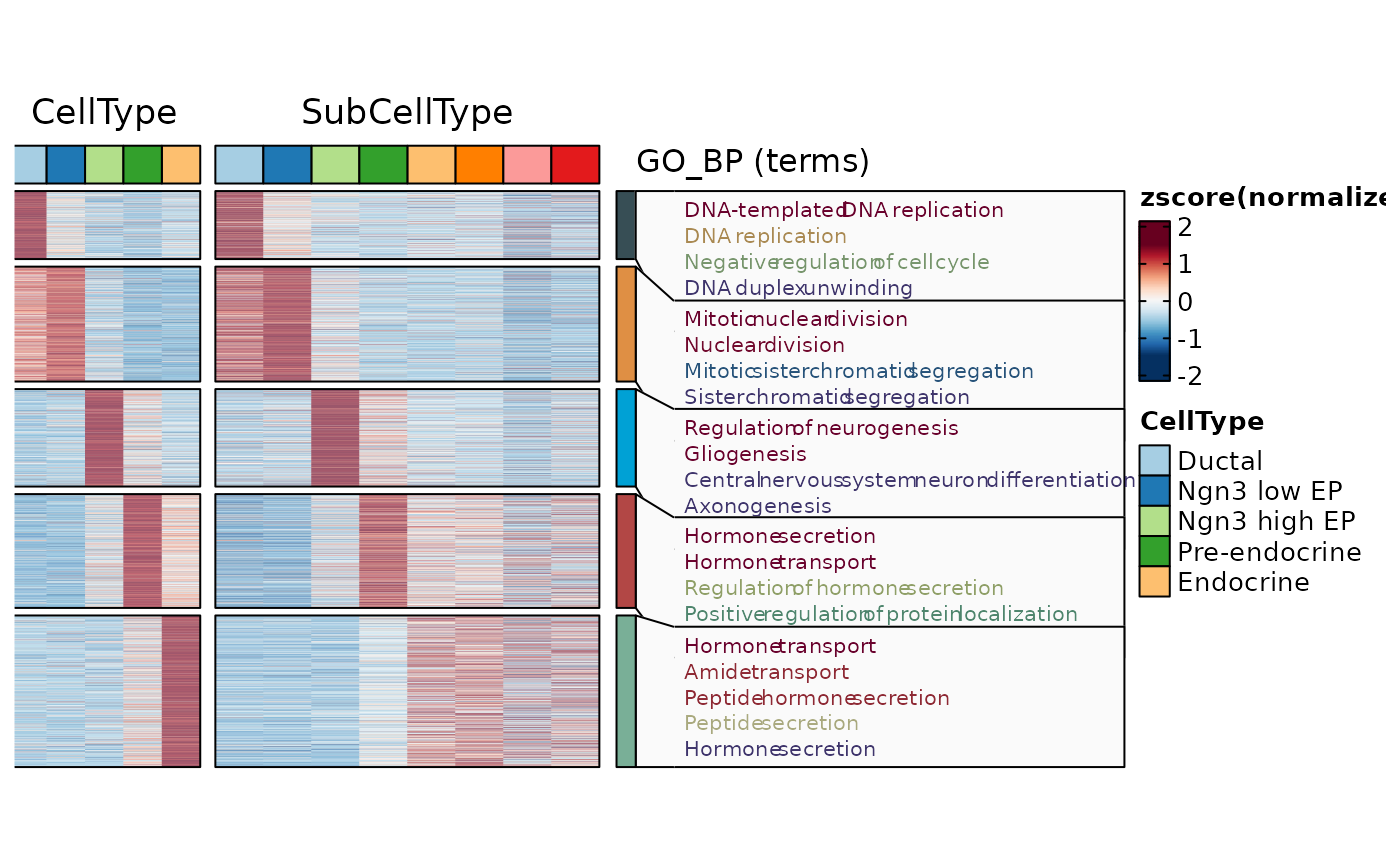 CellType
SubCellType
GO_BP (terms)
DNA-templated DNA replication
DNA replication
Negative regulation of cell cycle
DNA duplex unwinding
Mitotic nuclear division
Nuclear division
Mitotic sister chromatid segregation
Sister chromatid segregation
Regulation of neurogenesis
Gliogenesis
Central nervous system neuron differentiation
Axonogenesis
Hormone secretion
Hormone transport
Regulation of hormone secretion
Positive regulation of protein localization
Hormone transport
Amide transport
Peptide hormone secretion
Peptide secretion
Hormone secretion
zscore(normalize
2
1
0
-1
-2
CellType
Ductal
Ngn3 low EP
Ngn3 high EP
Pre-endocrine
Endocrine